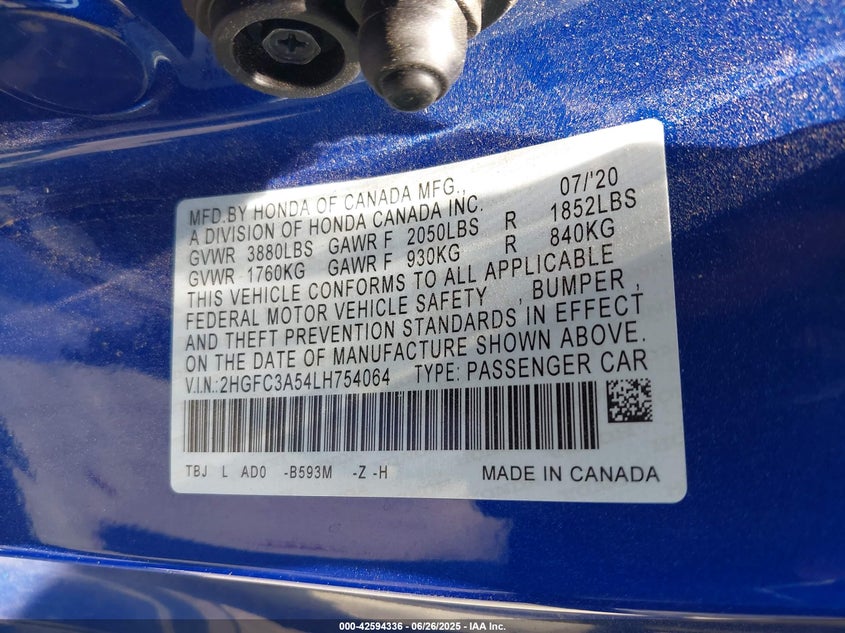 MFD.BY HONDA OF CANADA MFG., 07/'20
A DIVISION OF HONDA CANADA INC.
GVWR 3880LBS GAWR F 2050LBS R 1852LBS
GVWR 1760KG GAWR F 930KG R 840KG
THIS VEHICLE CONFORMS TO ALL APPLICABLE
FEDERAL MOTOR VEHICLE SAFETY , BUMPER ,
AND THEFT PREVENTION STANDARDS IN EFFECT
ON THE DATE OF MANUFACTURE SHOWN ABOVE.
V.I.N.:2HGFC3A54LH754064 TYPE: PASSENGER CAR
TBJ L AD0 -B593M -Z -H MADE IN CANADA
000-42594336 - 06/26/2025 - IAA Inc.